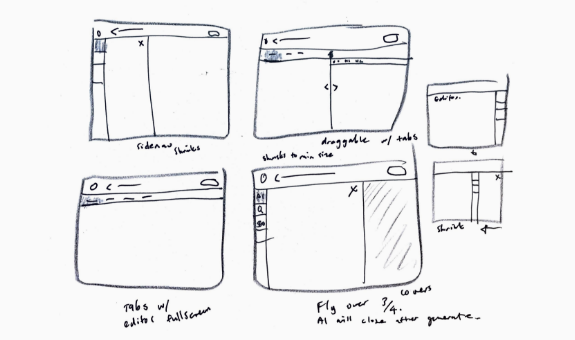 x
sidenav shrinks
< >
draggable w/ tabs
shrinks to min size
Editor.
x
shrink
Tabs w/
editor fullscreen
x
Fly over 3/4. covers
AI will close after generate